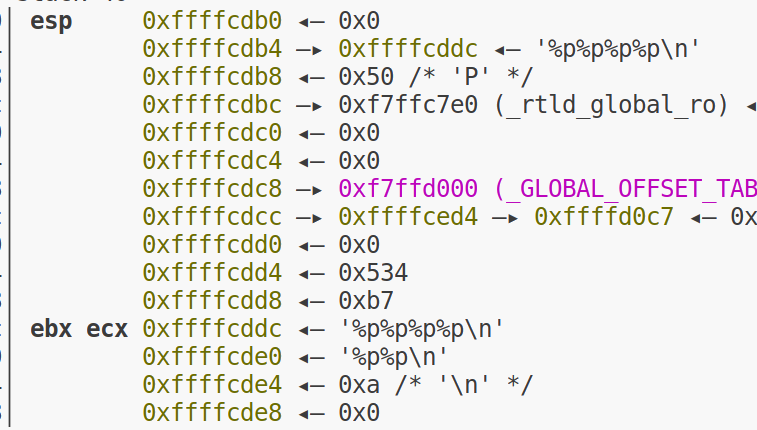 esp 0xffffcdb0 ◂— 0x0
0xffffcdb4 —▸ 0xffffcddc ◂— '%p%p%p%p\n'
0xffffcdb8 ◂— 0x50 /* 'P' */
0xffffcdbc —▸ 0xf7ffc7e0 (_rtld_global_ro) ◂
0xffffcdc0 ◂— 0x0
0xffffcdc4 ◂— 0x0
0xffffcdc8 —▸ 0xf7ffd000 (_GLOBAL_OFFSET_TAB
0xffffcdcc —▸ 0xffffced4 —▸ 0xffffd0c7 ◂— 0x
0xffffcdd0 ◂— 0x0
0xffffcdd4 ◂— 0x534
0xffffcdd8 ◂— 0xb7
ebx ecx 0xffffcddc ◂— '%p%p%p%p\n'
0xffffcde0 ◂— '%p%p\n'
0xffffcde4 ◂— 0xa /* '\n' */
0xffffcde8 ◂— 0x0